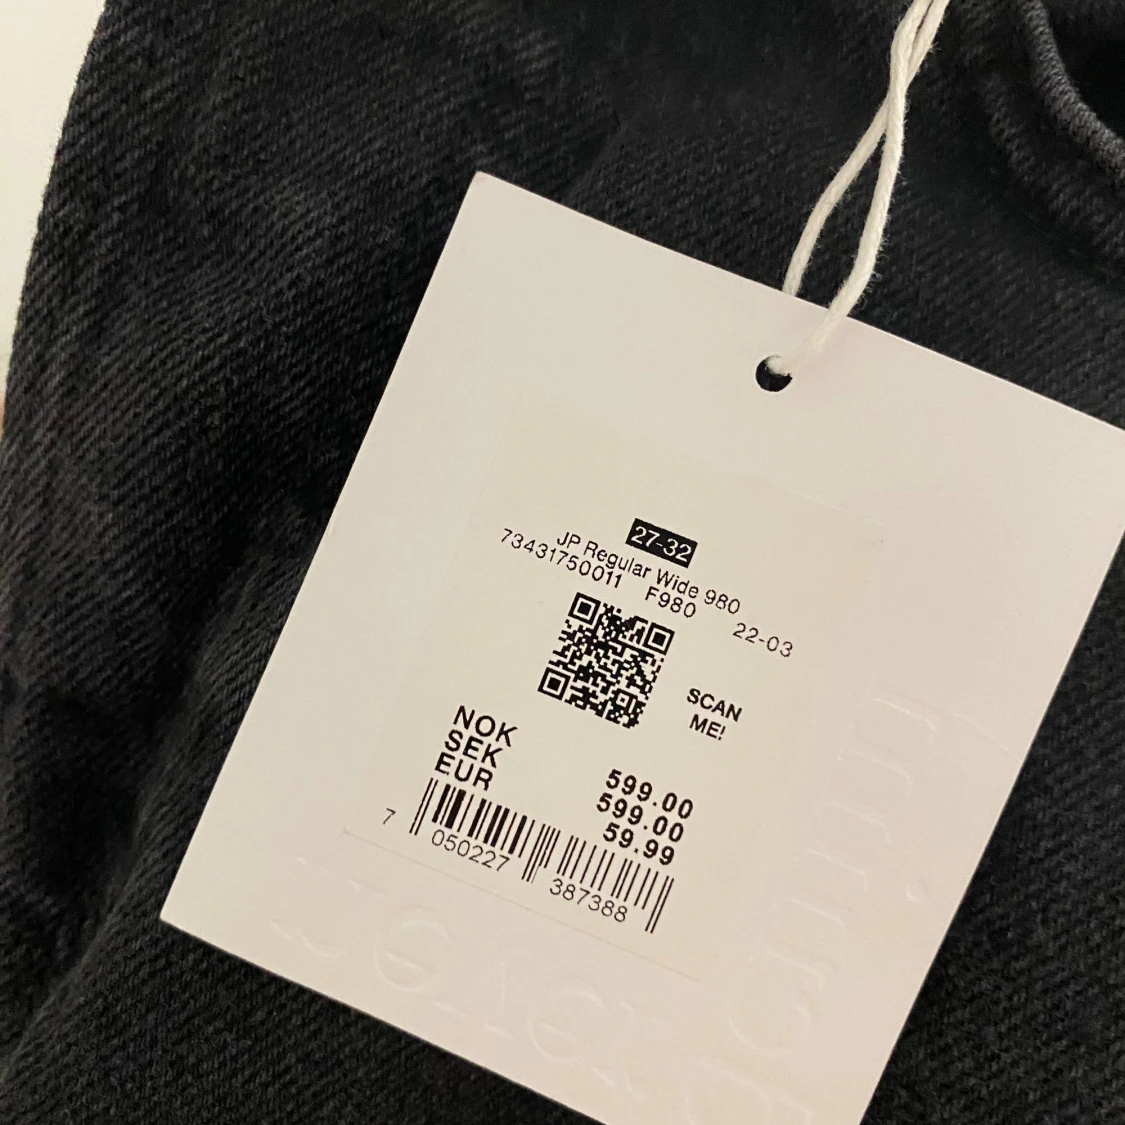 27-32
JP Regular Wide 980
73431750011 F980 22-03
SCAN
ME!
NOK 599.00
SEK 599.00
EUR 59.99
7 050227 387388